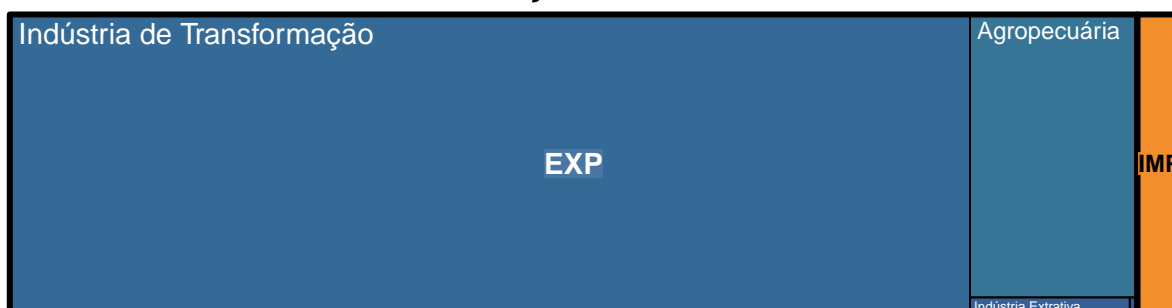 Indústria de Transformação
Agropecuária
EXP
Indústria Extrativa